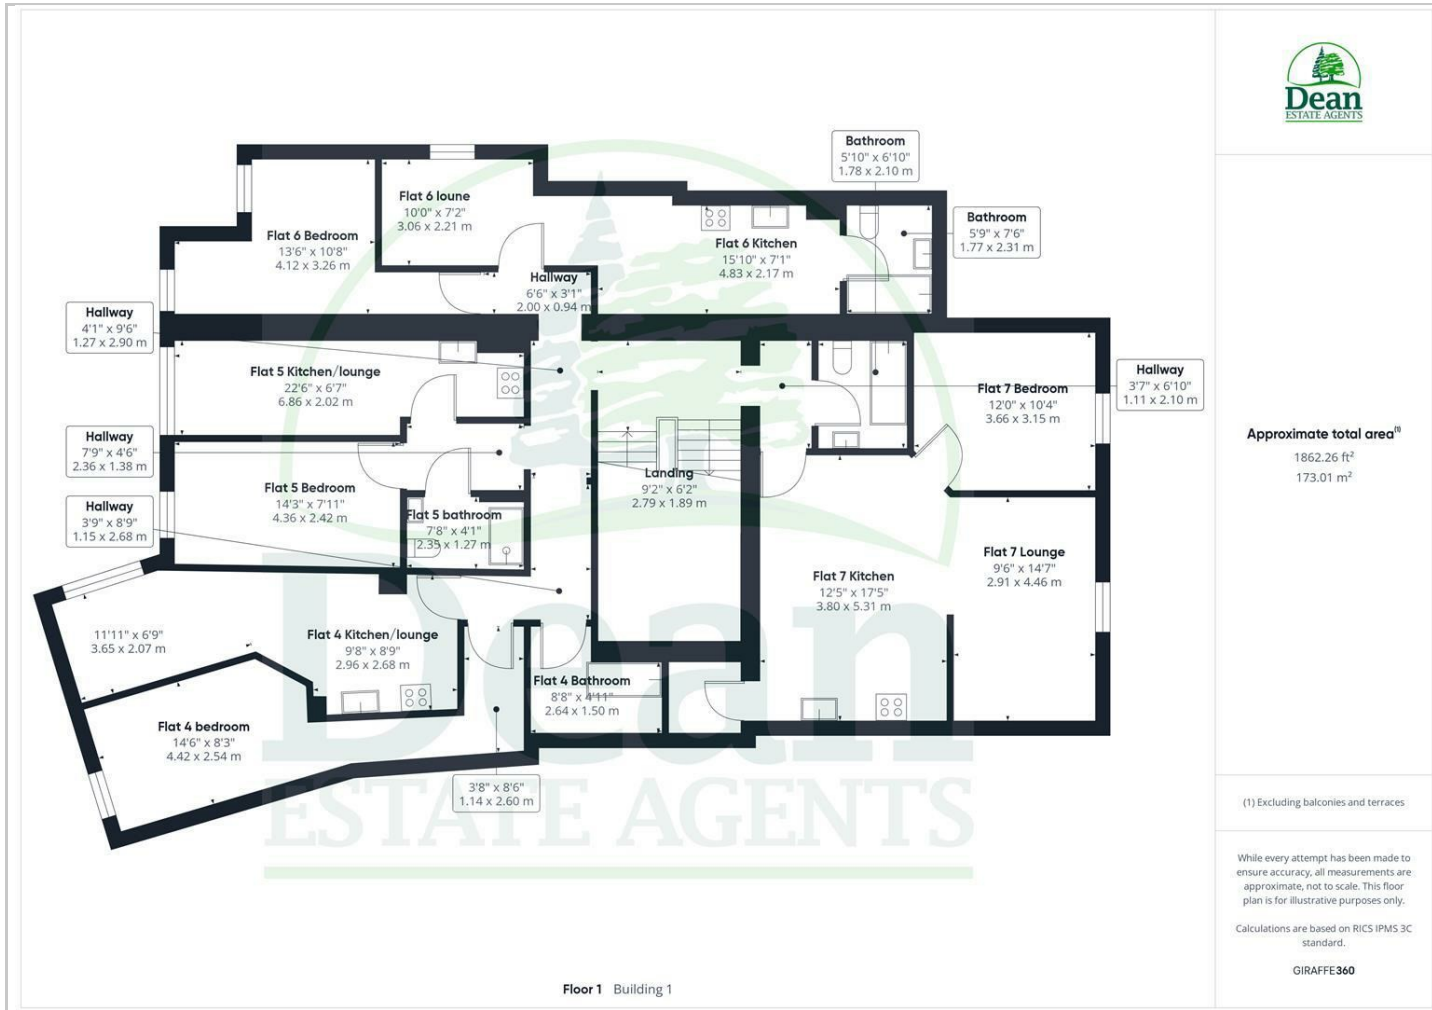 Dean
ESTATE AGENTS
Bathroom
5'10" x 6'10"
1.78 x 2.10 m
Bathroom
5'9" x 7'6"
1.77 x 2.31 m
Flat 6 loune
10'0" x 7'2"
3.06 x 2.21 m
Flat 6 Bedroom
13'6" x 10'8"
4.12 x 3.26 m
Flat 6 Kitchen
15'10" x 7'1"
4.83 x 2.17 m
Hallway
6'6" x 3'1"
2.00 x 0.94 m
Hallway
4'1" x 9'6"
1.27 x 2.90 m
Flat 5 Kitchen/lounge
22'6" x 6'7"
6.86 x 2.02 m
Hallway
3'7" x 6'10"
1.11 x 2.10 m
Flat 7 Bedroom
12'0" x 10'4"
3.66 x 3.15 m
Hallway
7'9" x 4'6"
2.36 x 1.38 m
Landing
9'2" x 6'2"
2.79 x 1.89 m
Flat 5 Bedroom
14'3" x 7'11"
4.36 x 2.42 m
Hallway
3'9" x 8'9"
1.15 x 2.68 m
Flat 5 bathroom
7'8" x 4'1"
2.35 x 1.27 m
Flat 7 Lounge
9'6" x 14'7"
2.91 x 4.46 m
Flat 7 Kitchen
12'5" x 17'5"
3.80 x 5.31 m
11'11" x 6'9"
3.65 x 2.07 m
Flat 4 Kitchen/lounge
9'8" x 8'9"
2.96 x 2.68 m
Flat 4 Bathroom
8'8" x 4'11"
2.64 x 1.50 m
Flat 4 bedroom
14'6" x 8'3"
4.42 x 2.54 m
3'8" x 8'6"
1.14 x 2.60 m
Dean
ESTATE AGENTS
Floor 1 Building 1
Approximate total area(1)
1862.26 ft²
173.01 m²
(1) Excluding balconies and terraces
While every attempt has been made to
ensure accuracy, all measurements are
approximate, not to scale. This floor
plan is for illustrative purposes only.
Calculations are based on RICS IPMS 3C
standard.
GIRAFFE360